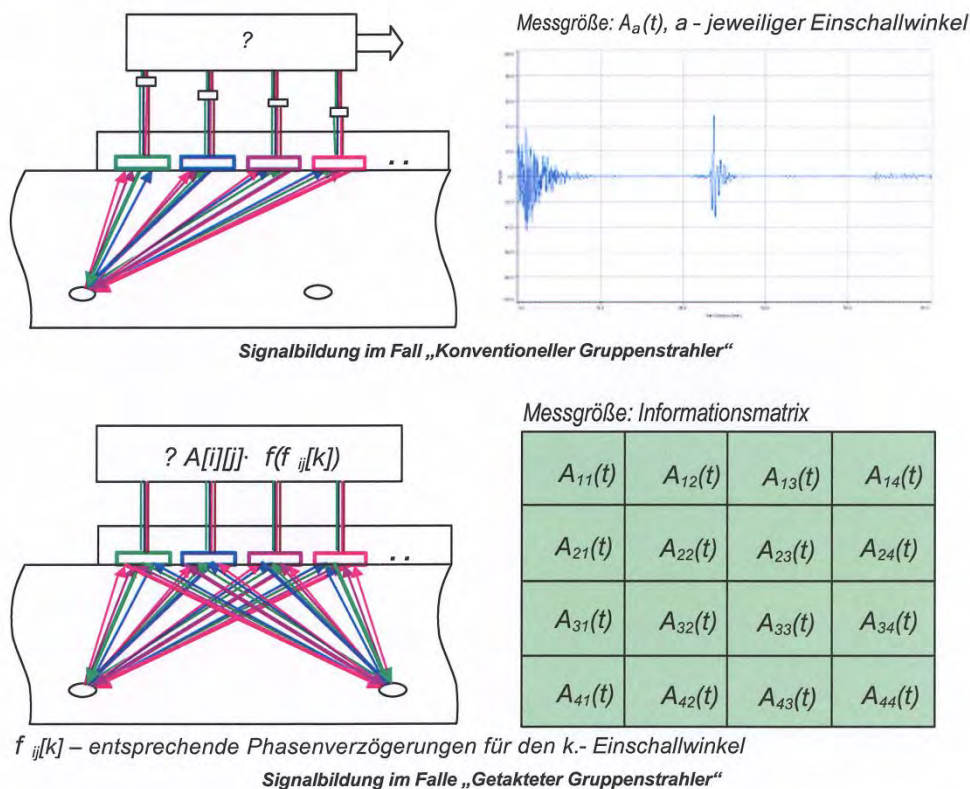 Messgröße: Aa(t), a - jeweiliger Einschallwinkel
?
. .
Signalbildung im Fall „Konventioneller Gruppenstrahler“
Messgröße: Informationsmatrix
? A[i][j]· f(f ij[k])
. .
A11(t) A12(t) A13(t) A14(t)
A21(t) A22(t) A23(t) A24(t)
A31(t) A32(t) A33(t) A34(t)
A41(t) A42(t) A43(t) A44(t)
f ij[k] – entsprechende Phasenverzögerungen für den k.- Einschallwinkel
Signalbildung im Falle „Getakteter Gruppenstrahler“